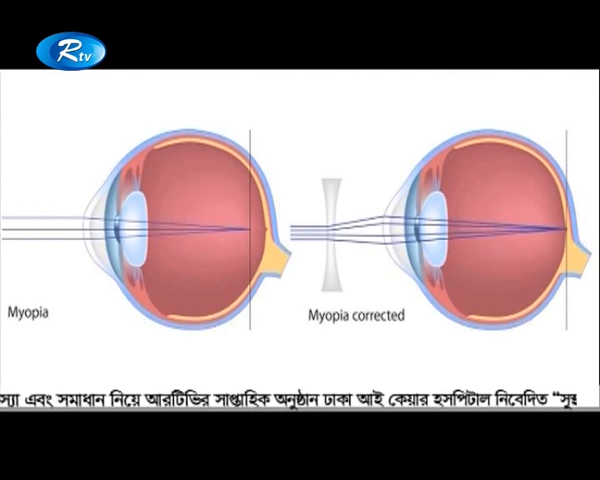 Rtv
Myopia
Myopia corrected
স্যা এবং সমাধান নিয়ে আরটিভির সাপ্তাহিক অনুষ্ঠান ঢাকা আই কেয়ার হসপিটাল নিবেদিত “সুস্থ